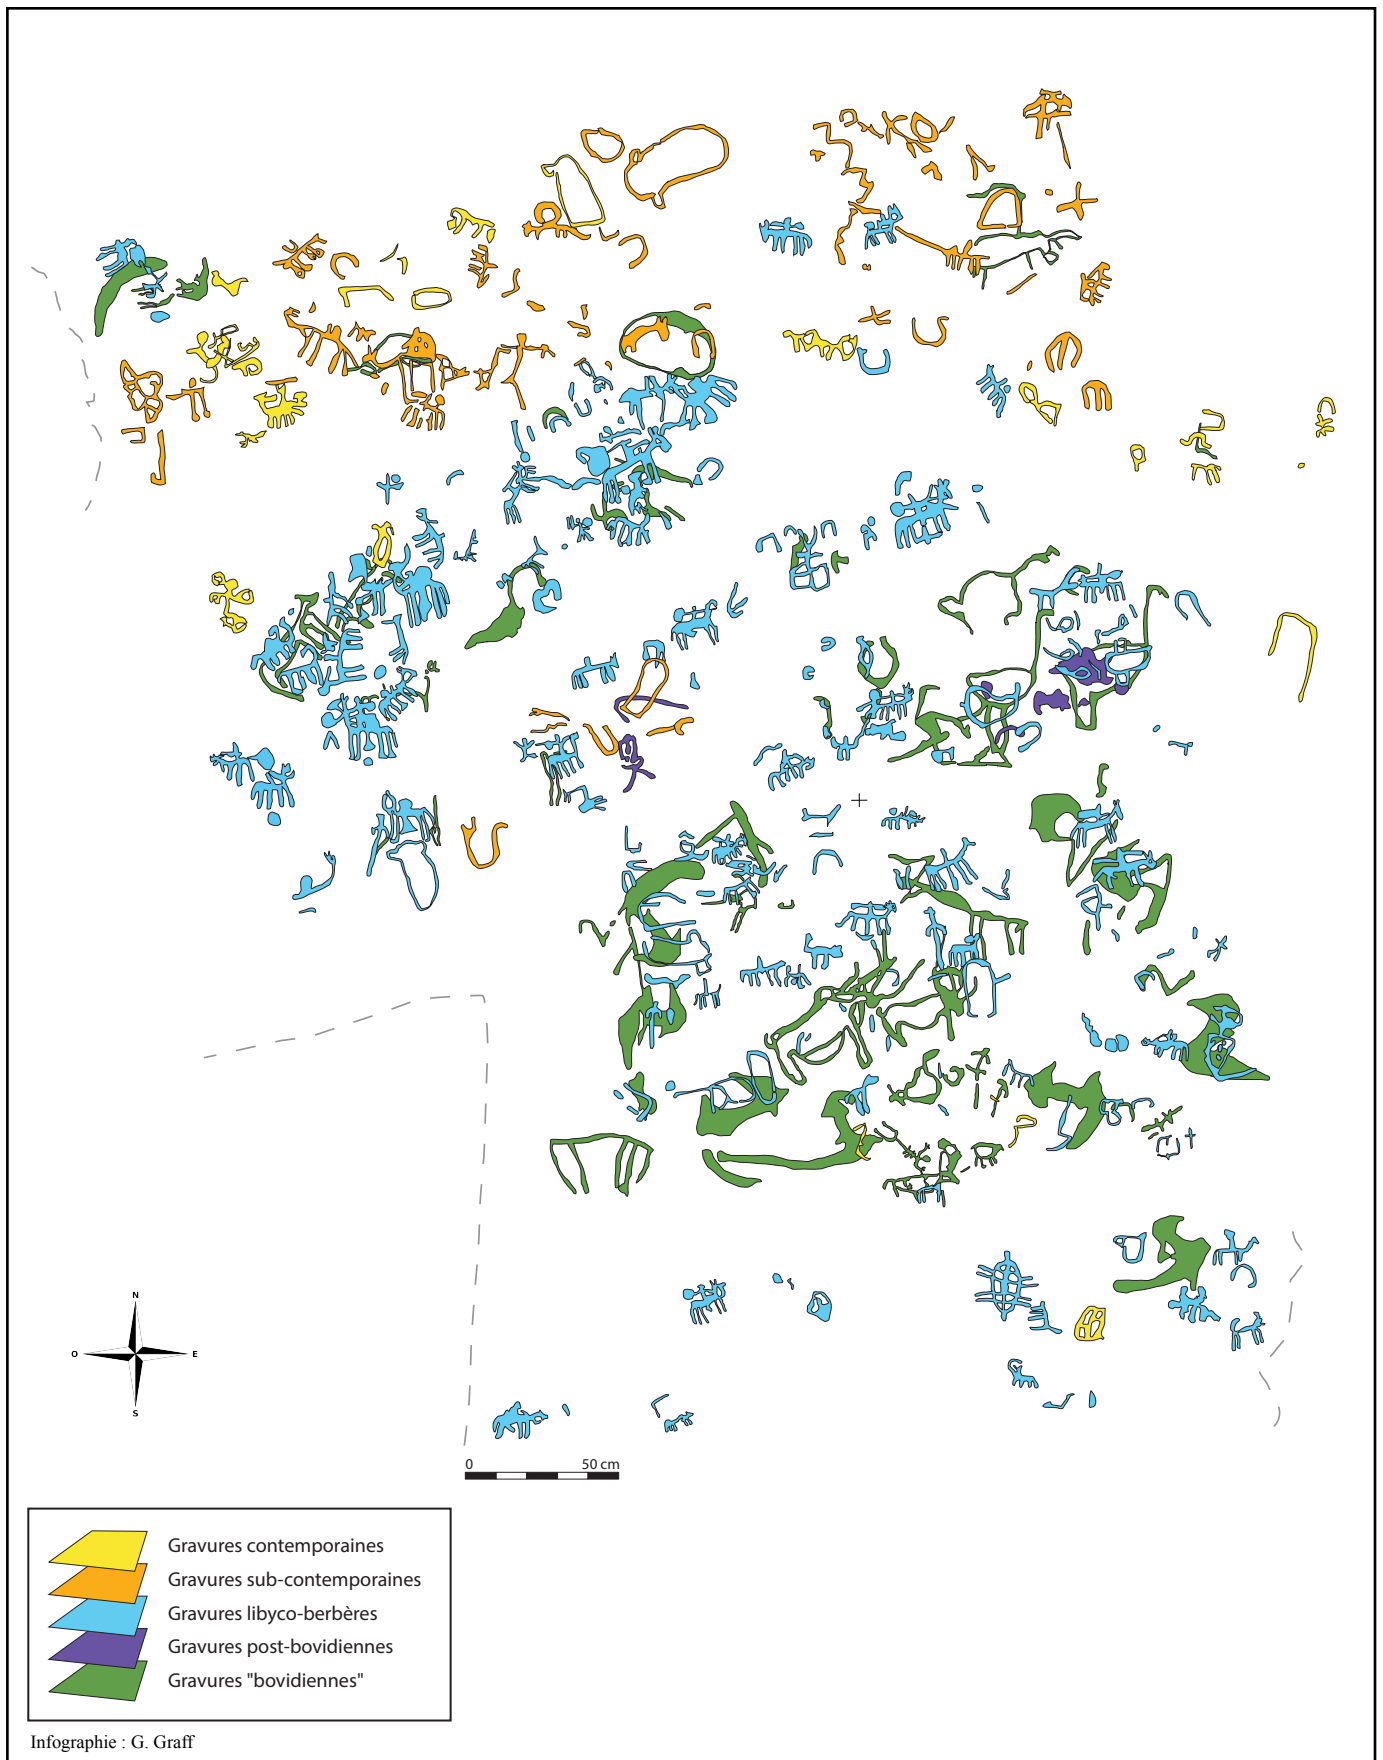 N
O
E
S
0 50 cm
Gravures contemporaines
Gravures sub-contemporaines
Gravures libyco-berbères
Gravures post-bovidiennes
Gravures "bovidiennes"
Infographie : G. Graff